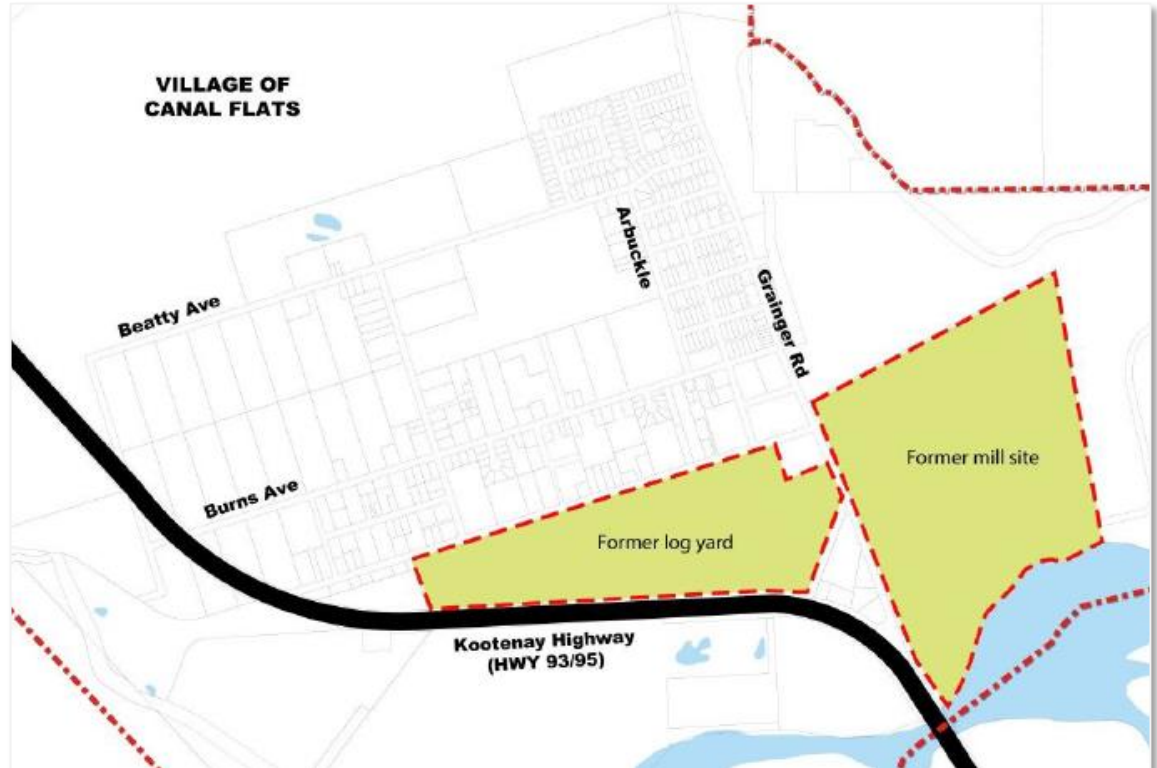 VILLAGE OF
CANAL FLATS
Arbuckle
Grainger Rd
Beatty Ave
Former mill site
Burns Ave
Former log yard
Kootenay Highway
(HWY 93/95)